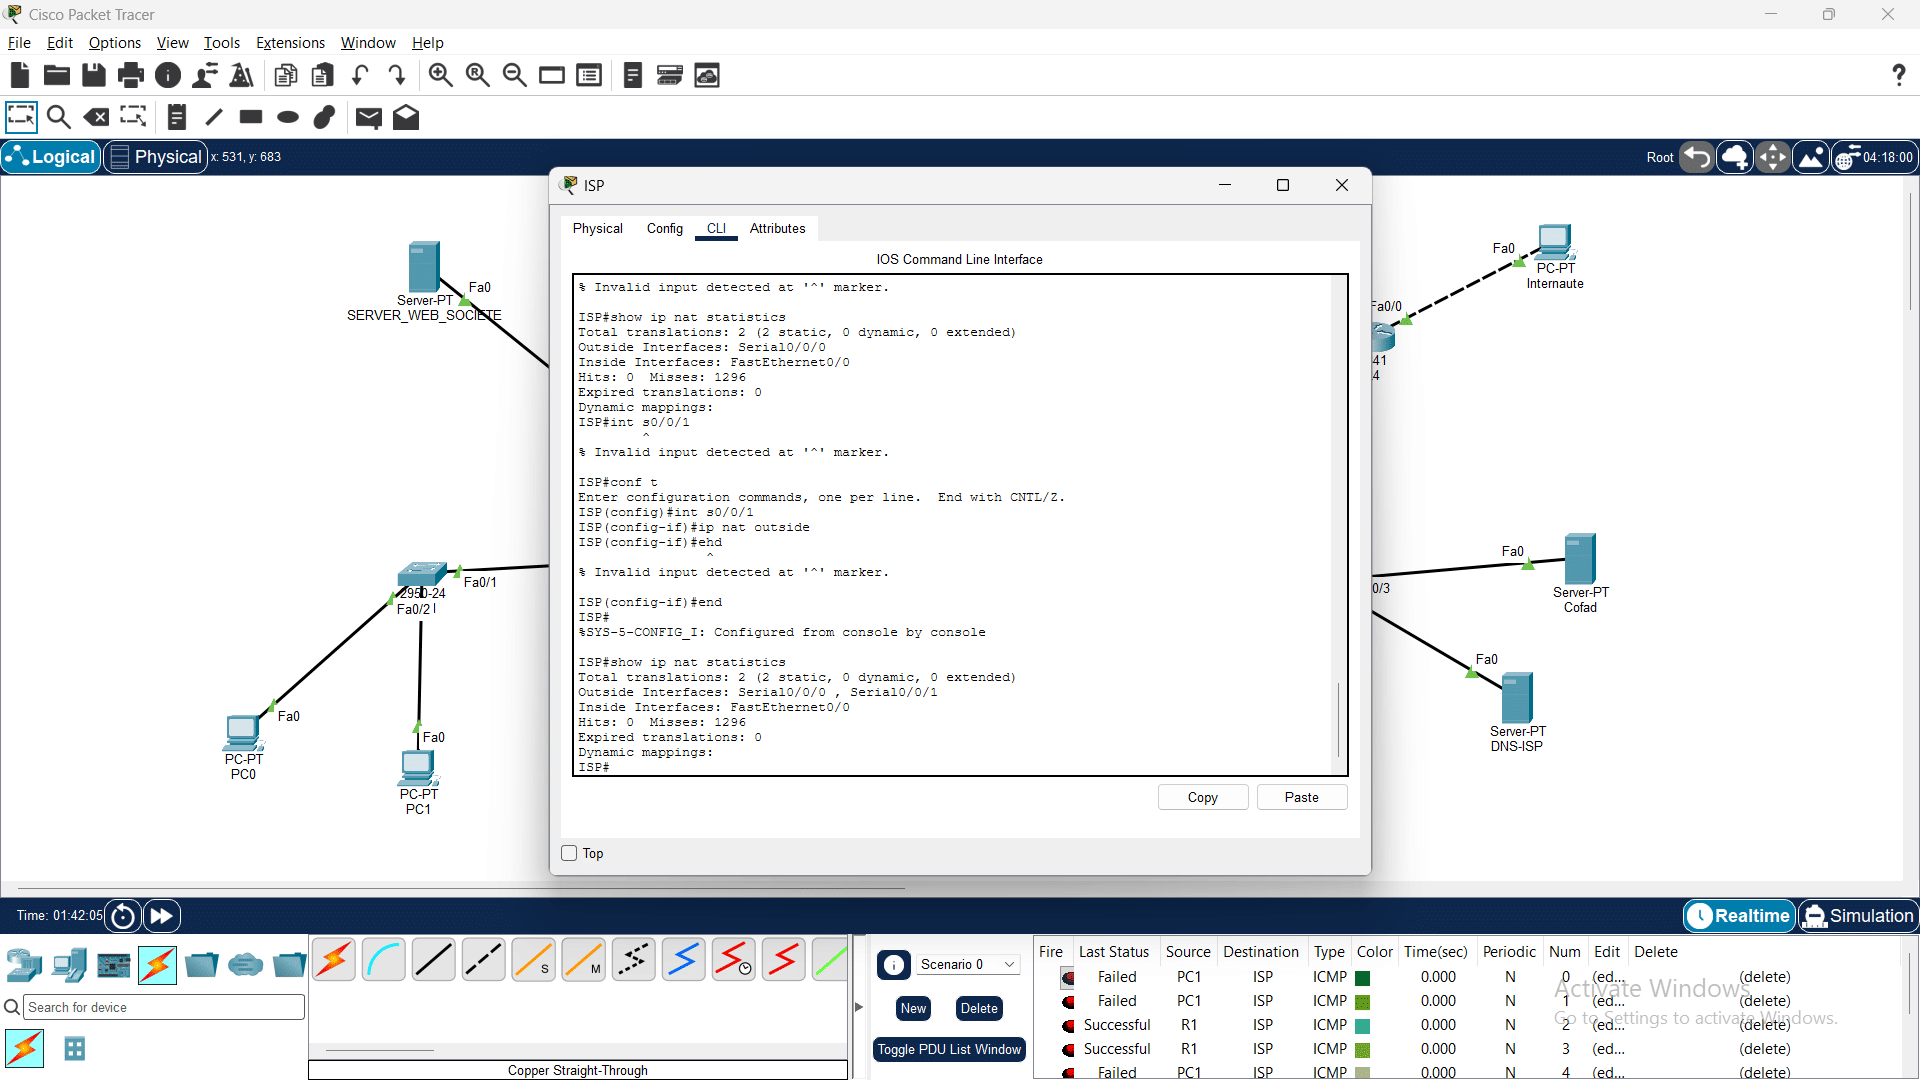 Cisco Packet Tracer
File Edit Options View Tools Extensions Window Help
Logical Physical x: 531, y: 683
Root 04:18:00
ISP
Physical Config CLI Attributes
IOS Command Line Interface
% Invalid input detected at '^' marker.
ISP#show ip nat statistics
Total translations: 2 (2 static, 0 dynamic, 0 extended)
Outside Interfaces: Serial0/0/0
Inside Interfaces: FastEthernet0/0
Hits: 0 Misses: 1296
Expired translations: 0
Dynamic mappings:
ISP#int s0/0/1
^
% Invalid input detected at '^' marker.
ISP#conf t
Enter configuration commands, one per line. End with CNTL/Z.
ISP(config)#int s0/0/1
ISP(config-if)#ip nat outside
ISP(config-if)#ehd
^
% Invalid input detected at '^' marker.
ISP(config-if)#end
ISP#
%SYS-5-CONFIG_I: Configured from console by console
ISP#show ip nat statistics
Total translations: 2 (2 static, 0 dynamic, 0 extended)
Outside Interfaces: Serial0/0/0 , Serial0/0/1
Inside Interfaces: FastEthernet0/0
Hits: 0 Misses: 1296
Expired translations: 0
Dynamic mappings:
ISP#
Copy Paste
Top
Fa0
Server-PT
SERVER_WEB_SOCIETE
Fa0/1
2950-24
Fa0/2
Fa0
PC-PT
PC0
Fa0
PC-PT
PC1
Fa0
PC-PT
Internaute
Fa0/0
41
4
Fa0
0/3
Server-PT
Cofad
Fa0
Server-PT
DNS-ISP
Time: 01:42:05
Realtime Simulation
Search for device
S M
Copper Straight-Through
Scenario 0
New Delete
Toggle PDU List Window
Fire Last Status Source Destination Type Color Time(sec) Periodic Num Edit Delete
Failed PC1 ISP ICMP 0.000 N 0 (ed... (delete)
Failed PC1 ISP ICMP 0.000 N 1 (ed... (delete)
Successful R1 ISP ICMP 0.000 N 2 (ed... (delete)
Successful R1 ISP ICMP 0.000 N 3 (ed... (delete)
Failed PC1 ISP ICMP 0.000 N 4 (ed... (delete)
Activate Windows
Go to Settings to activate Windows.